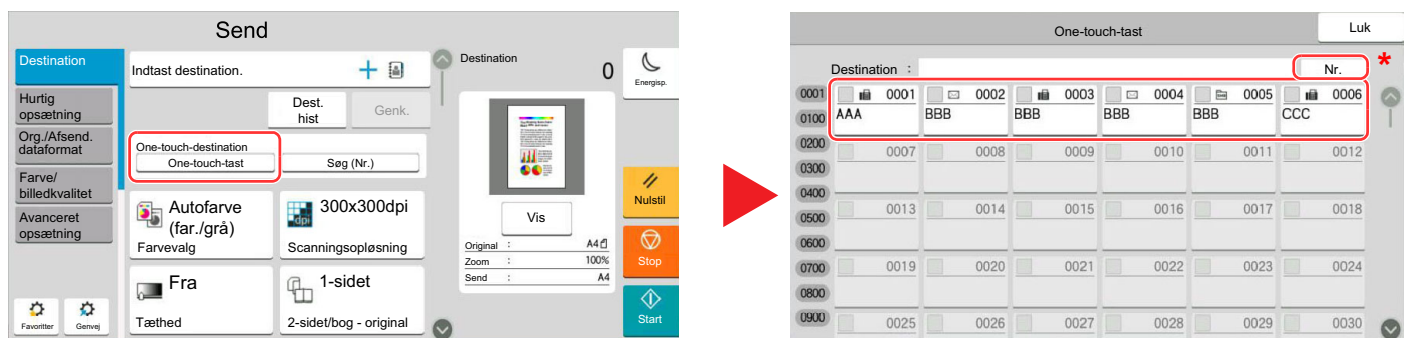 Send
Destination
Hurtig
opsætning
Org./Afsend.
dataformat
Farve/
billedkvalitet
Avanceret
opsætning
Favoritter
Genvej
Indtast destination.
Dest.
hist
Genk.
One-touch-destination
One-touch-tast
Søg (Nr.)
Autofarve
(far./grå)
Farvevalg
dpi
300x300dpi
Scanningsopløsning
Fra
Tæthed
1-sidet
2-sidet/bog - original
Destination 0
Vis
Original : A4
Zoom : 100%
Send : A4
Energisp.
Nulstil
Stop
Start
One-touch-tast
Luk
Destination :
Nr. *
0001
0100
0200
0300
0400
0500
0600
0700
0800
0900
0001 0002 0003 0004 0005 0006
AAA BBB BBB BBB BBB CCC
0007 0008 0009 0010 0011 0012
0013 0014 0015 0016 0017 0018
0019 0020 0021 0022 0023 0024
0025 0026 0027 0028 0029 0030